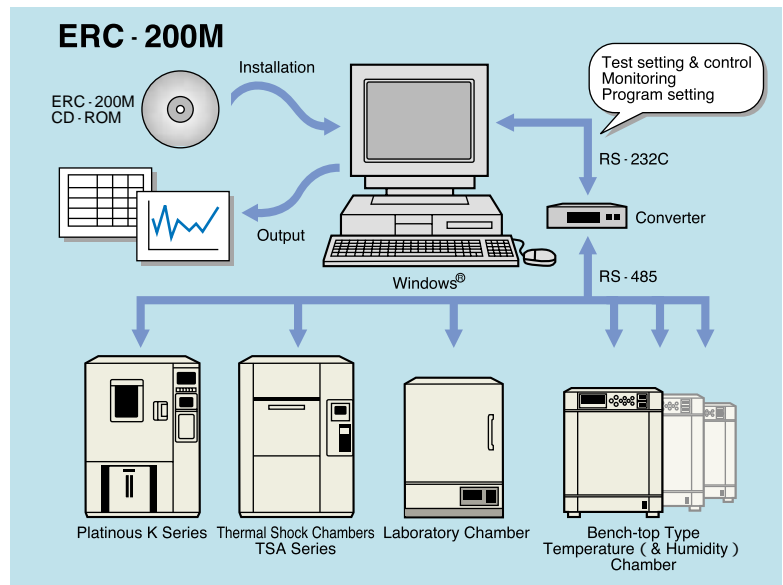 ERC - 200M
Installation
ERC - 200M
CD - ROM
Test setting & control
Monitoring
Program setting
RS - 232C
Converter
Output
Windows®
RS - 485
Platinous K Series
Thermal Shock Chambers
TSA Series
Laboratory Chamber
Bench-top Type
Temperature ( & Humidity )
Chamber